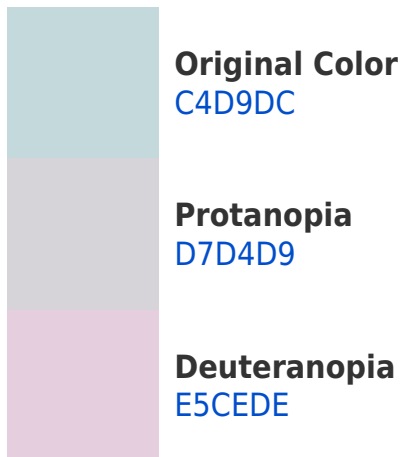 Original Color
C4D9DC
Protanopia
D7D4D9
Deuteranopia
E5CEDE